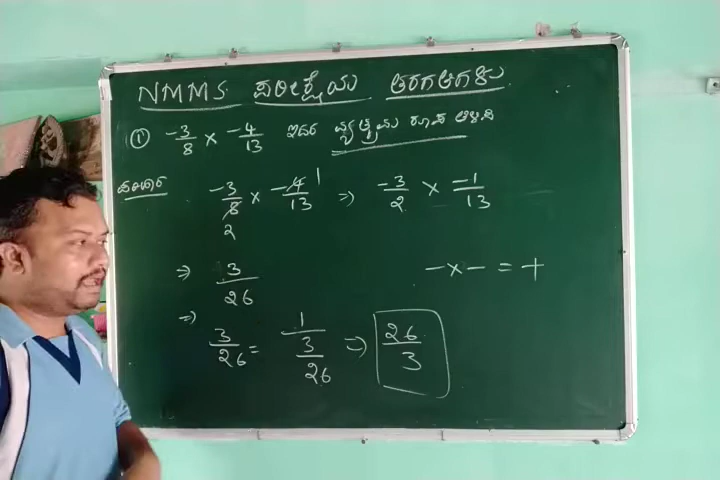 NMMS ಪರೀಕ್ಷೆಯ
① -3/8 × -4/13 ಇದರ ವ್ಯುತ್ಕ್ರಮ ರೂಪ
-3/8 2 × -4/13 1 ⇒ -3/2 × -1/13
⇒ 3/26
- × - = +
⇒ 3/26 = 1/(3/26) ⇒ 26/3